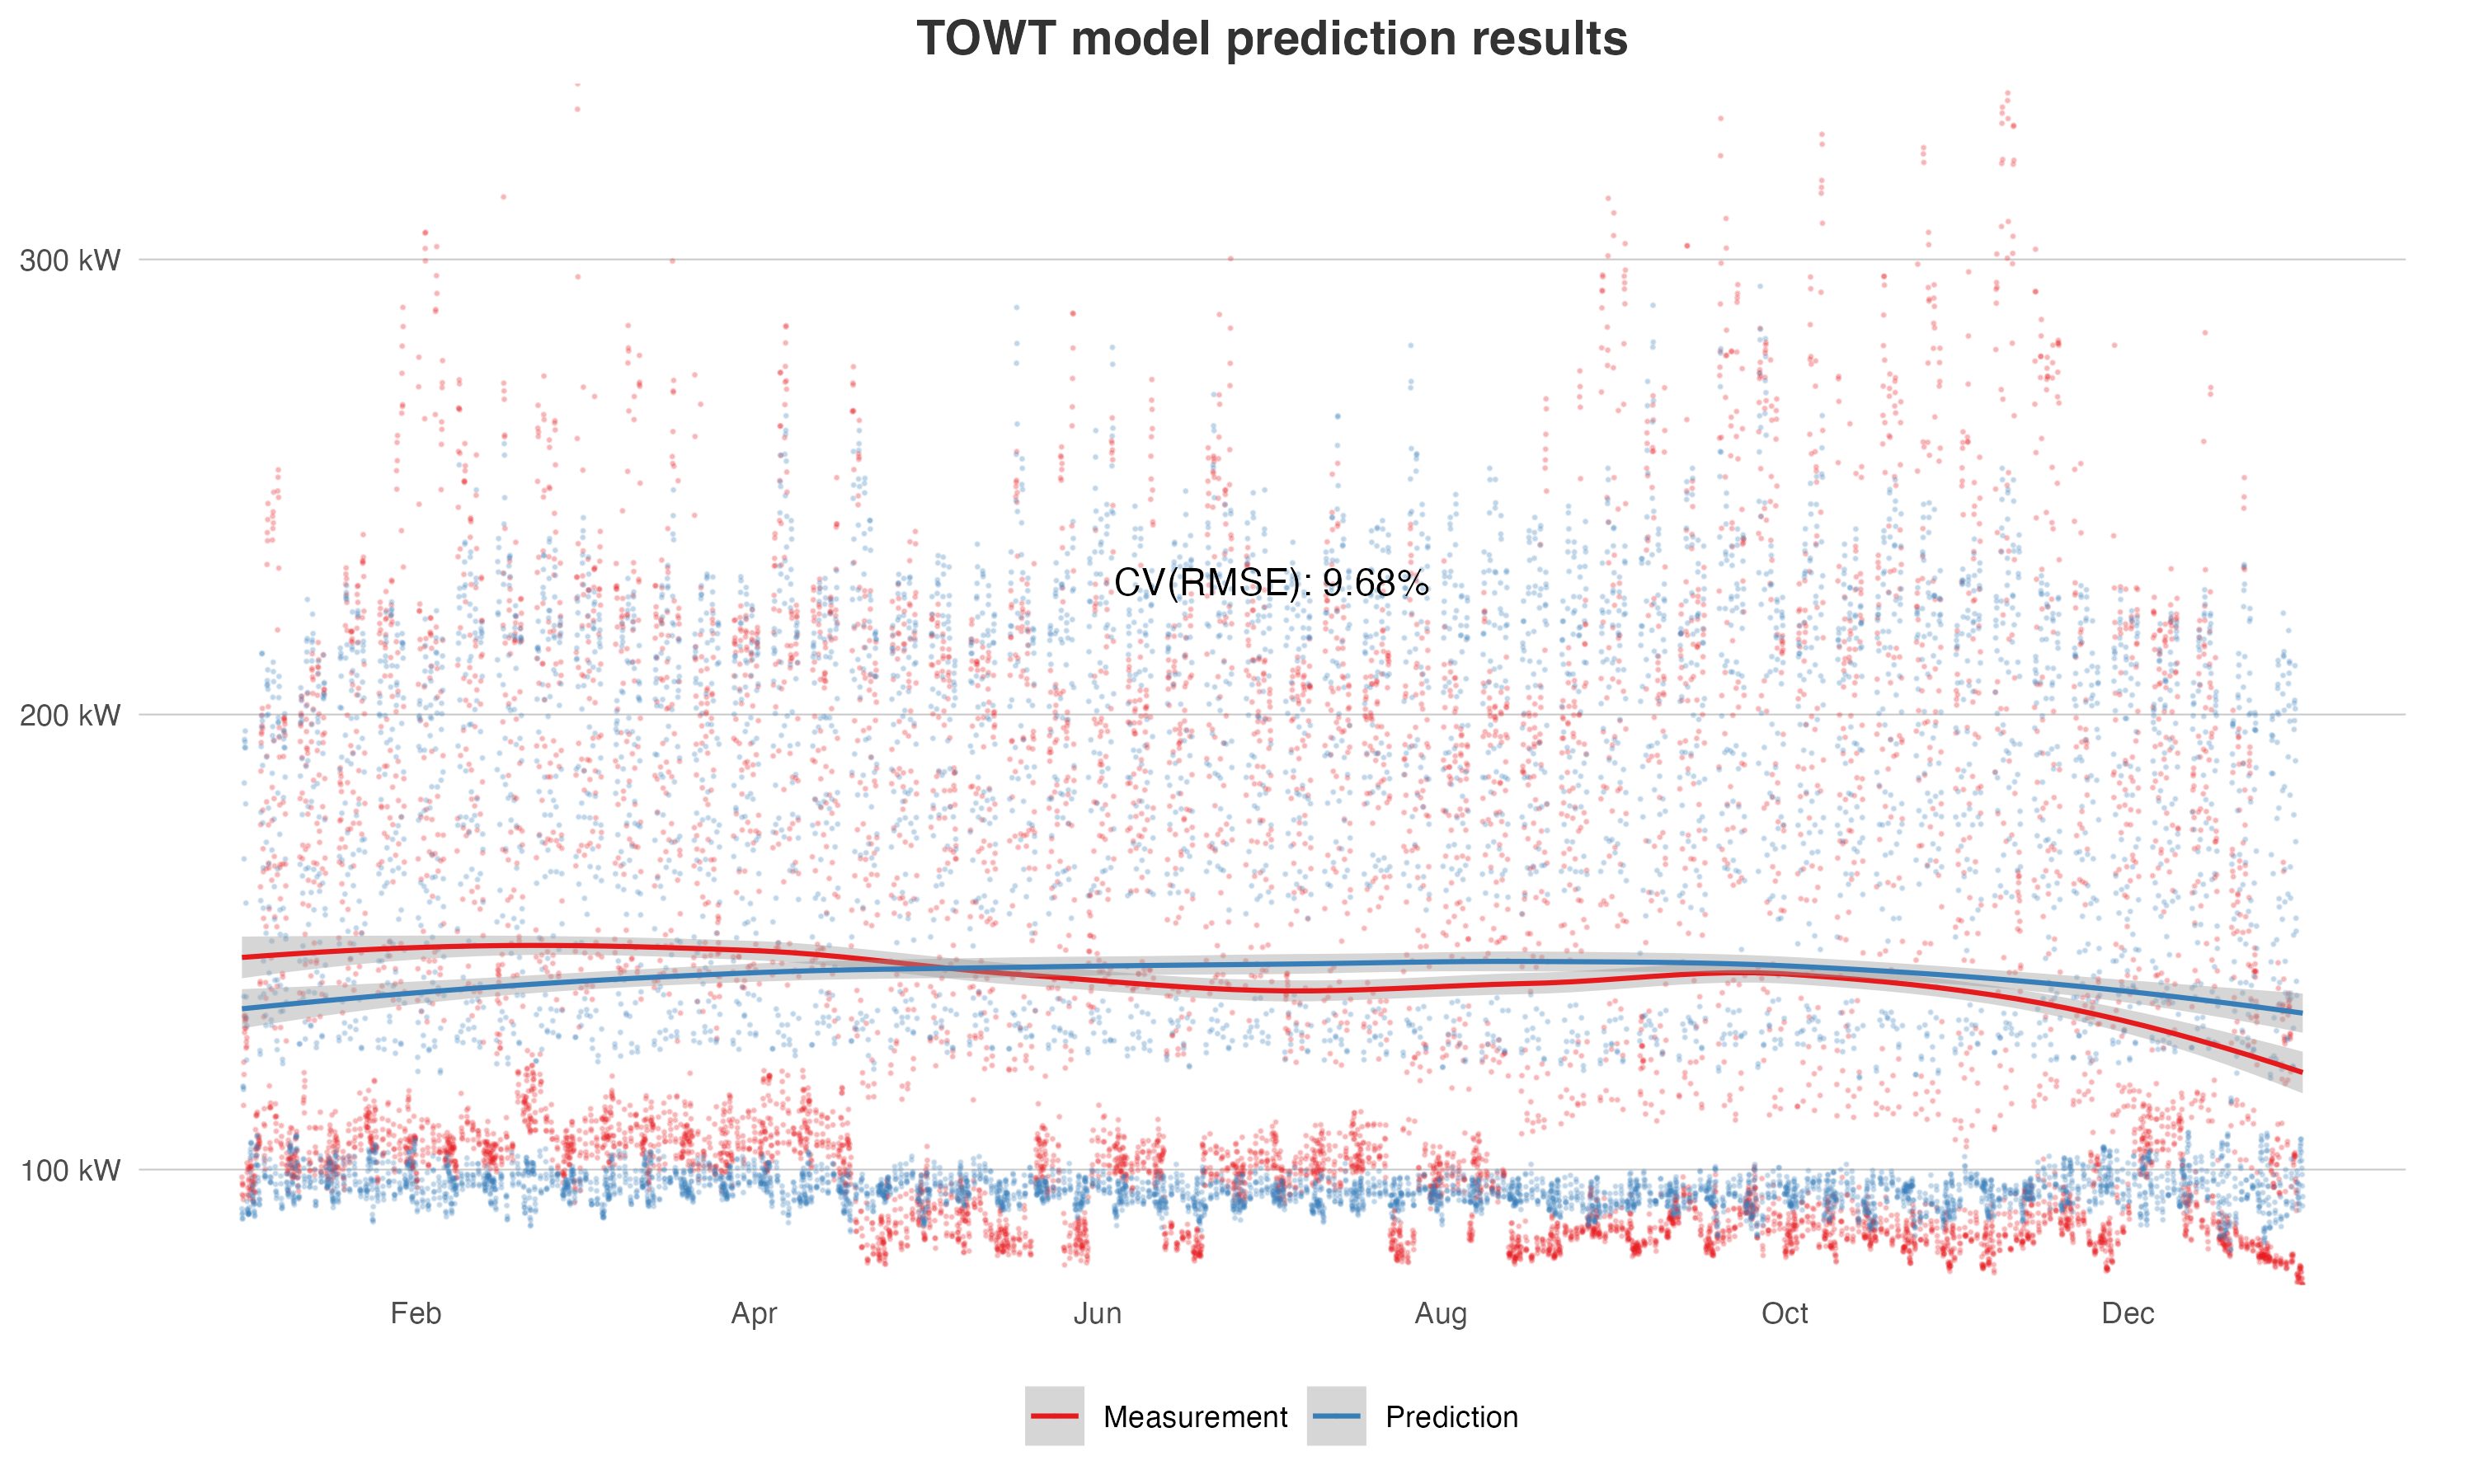 TOWT model prediction results
300 kW
CV(RMSE): 9.68%
200 kW
100 kW
Feb Apr Jun Aug Oct Dec
Measurement Prediction